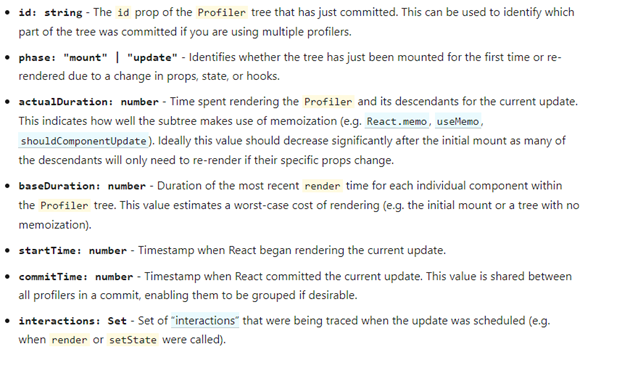 • id: string - The id prop of the Profiler tree that has just committed. This can be used to identify which
part of the tree was committed if you are using multiple profilers.
• phase: "mount" | "update" - Identifies whether the tree has just been mounted for the first time or re-
rendered due to a change in props, state, or hooks.
• actualDuration: number - Time spent rendering the Profiler and its descendants for the current update.
This indicates how well the subtree makes use of memoization (e.g. React.memo, useMemo,
shouldComponentUpdate). Ideally this value should decrease significantly after the initial mount as many of
the descendants will only need to re-render if their specific props change.
• baseDuration: number - Duration of the most recent render time for each individual component within
the Profiler tree. This value estimates a worst-case cost of rendering (e.g. the initial mount or a tree with no
memoization).
• startTime: number - Timestamp when React began rendering the current update.
• commitTime: number - Timestamp when React committed the current update. This value is shared between
all profilers in a commit, enabling them to be grouped if desirable.
• interactions: Set - Set of “interactions” that were being traced when the update was scheduled (e.g.
when render or setState were called).